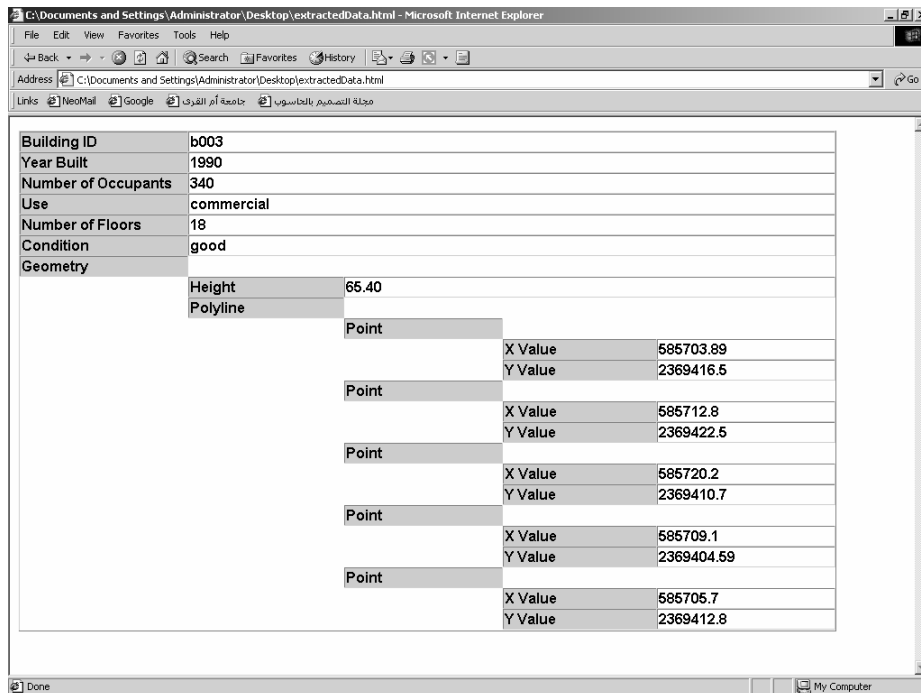 C:\Documents and Settings\Administrator\Desktop\extractedData.html - Microsoft Internet Explorer
File Edit View Favorites Tools Help
Back Search Favorites History
Address C:\Documents and Settings\Administrator\Desktop\extractedData.html Go
Links NeoMail Google جامعة أم القرى مجلة التصميم بالحاسوب
Building ID b003
Year Built 1990
Number of Occupants 340
Use commercial
Number of Floors 18
Condition good
Geometry
Height 65.40
Polyline
Point
X Value 585703.89
Y Value 2369416.5
Point
X Value 585712.8
Y Value 2369422.5
Point
X Value 585720.2
Y Value 2369410.7
Point
X Value 585709.1
Y Value 2369404.59
Point
X Value 585705.7
Y Value 2369412.8
Done My Computer